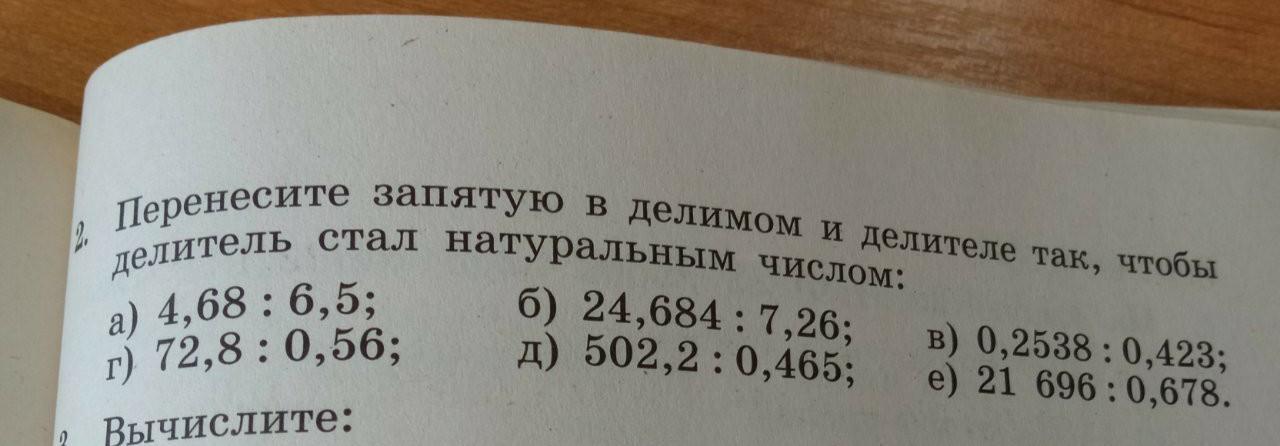 2. Перенесите запятую в делимом и делителе так, чтобы
делитель стал натуральным числом:
а) 4,68 : 6,5; б) 24,684 : 7,26; в) 0,2538 : 0,423;
г) 72,8 : 0,56; д) 502,2 : 0,465; е) 21 696 : 0,678.
Вычислите: